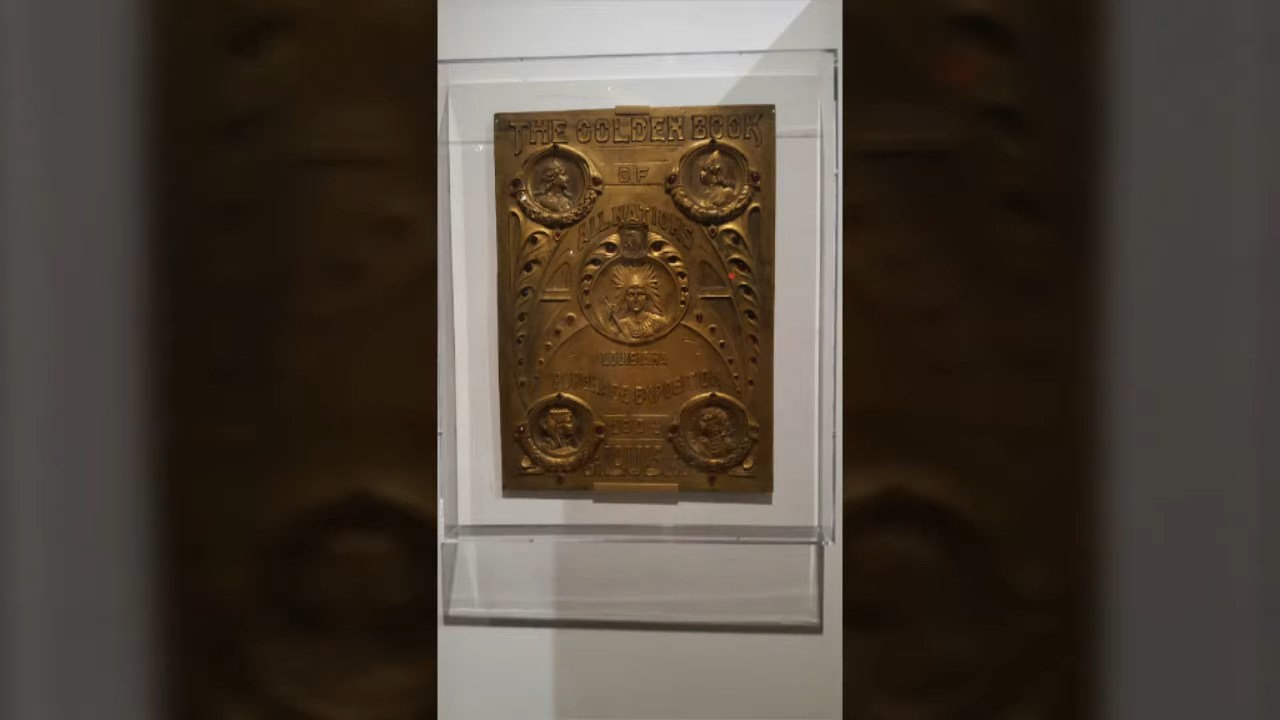 THE GOLDEN BOOK
OF
ALL NATIONS
LOUISIANA
PURCHASE EXPOSITION
1904
ST. LOUIS